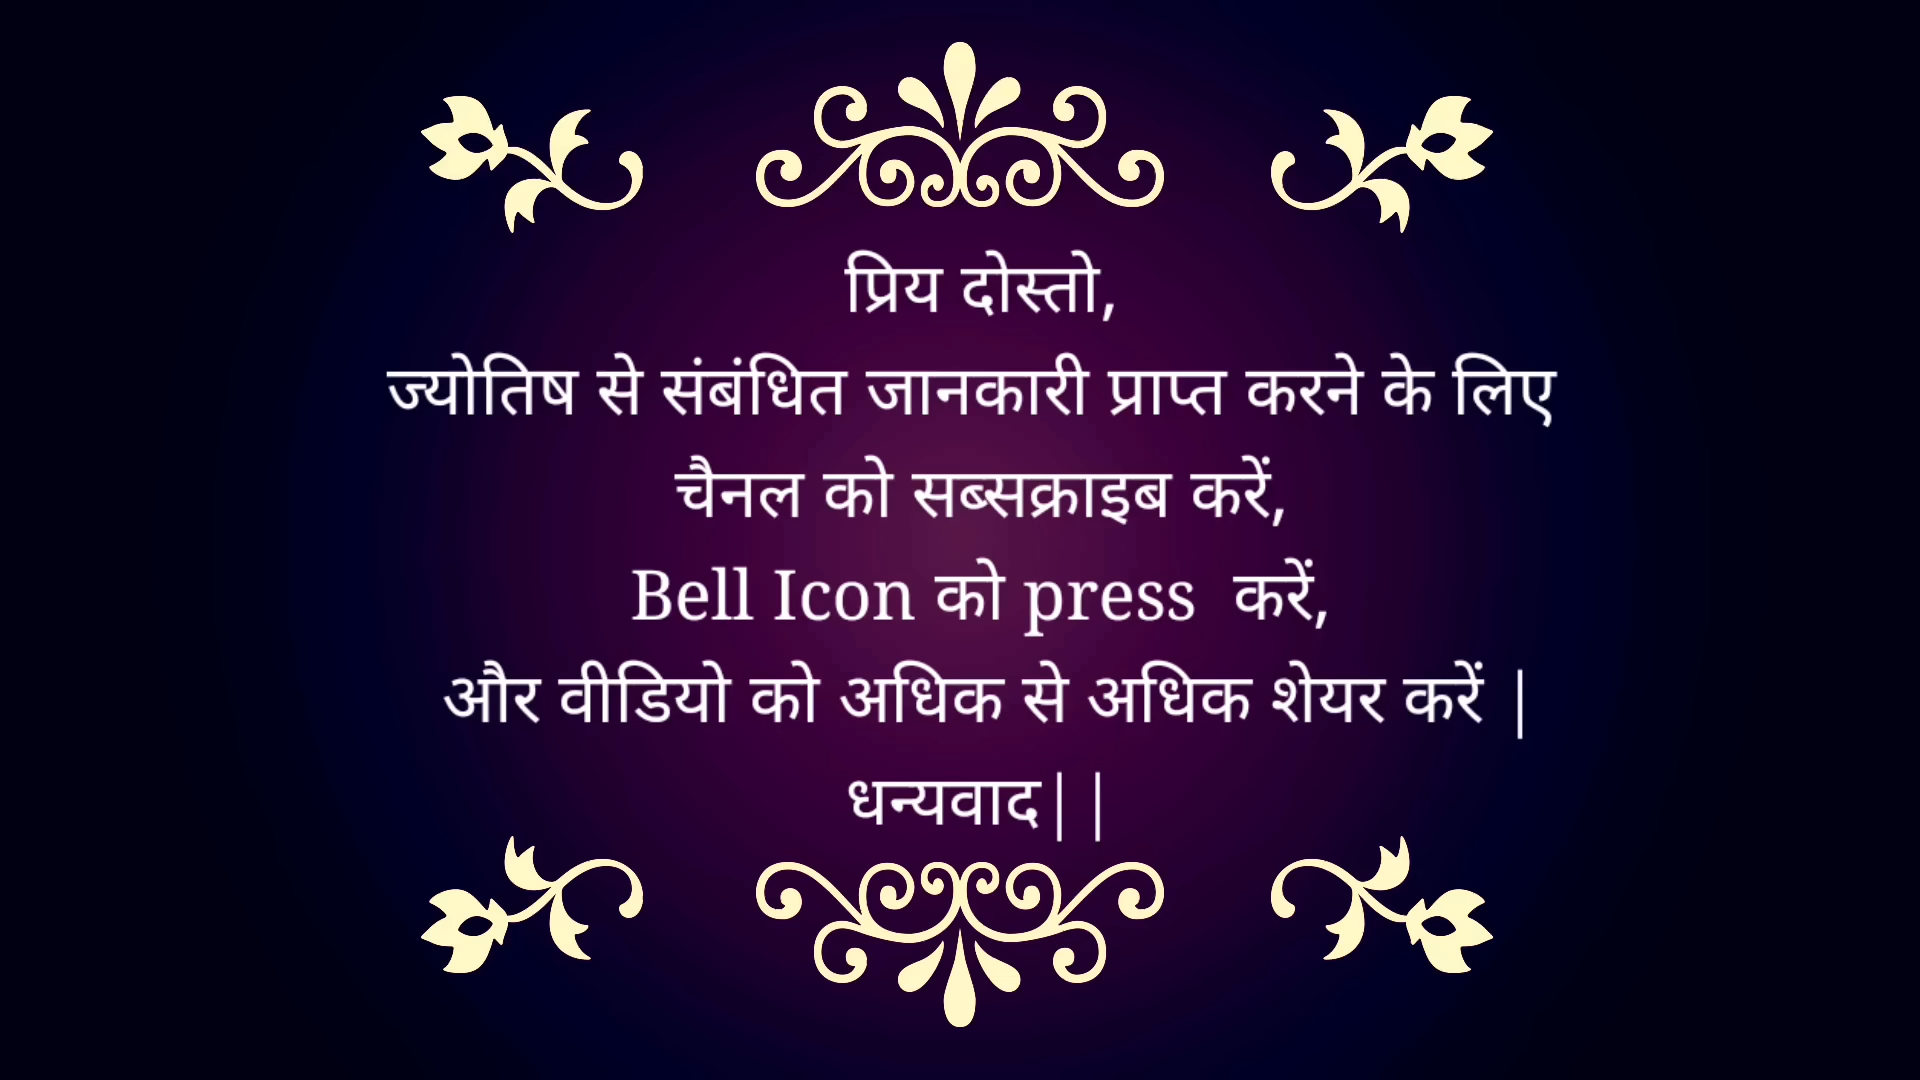 प्रिय दोस्तो,
ज्योतिष से संबंधित जानकारी प्राप्त करने के लिए
चैनल को सब्सक्राइब करें,
Bell Icon को press  करें,
और वीडियो को अधिक से अधिक शेयर करें |
धन्यवाद||